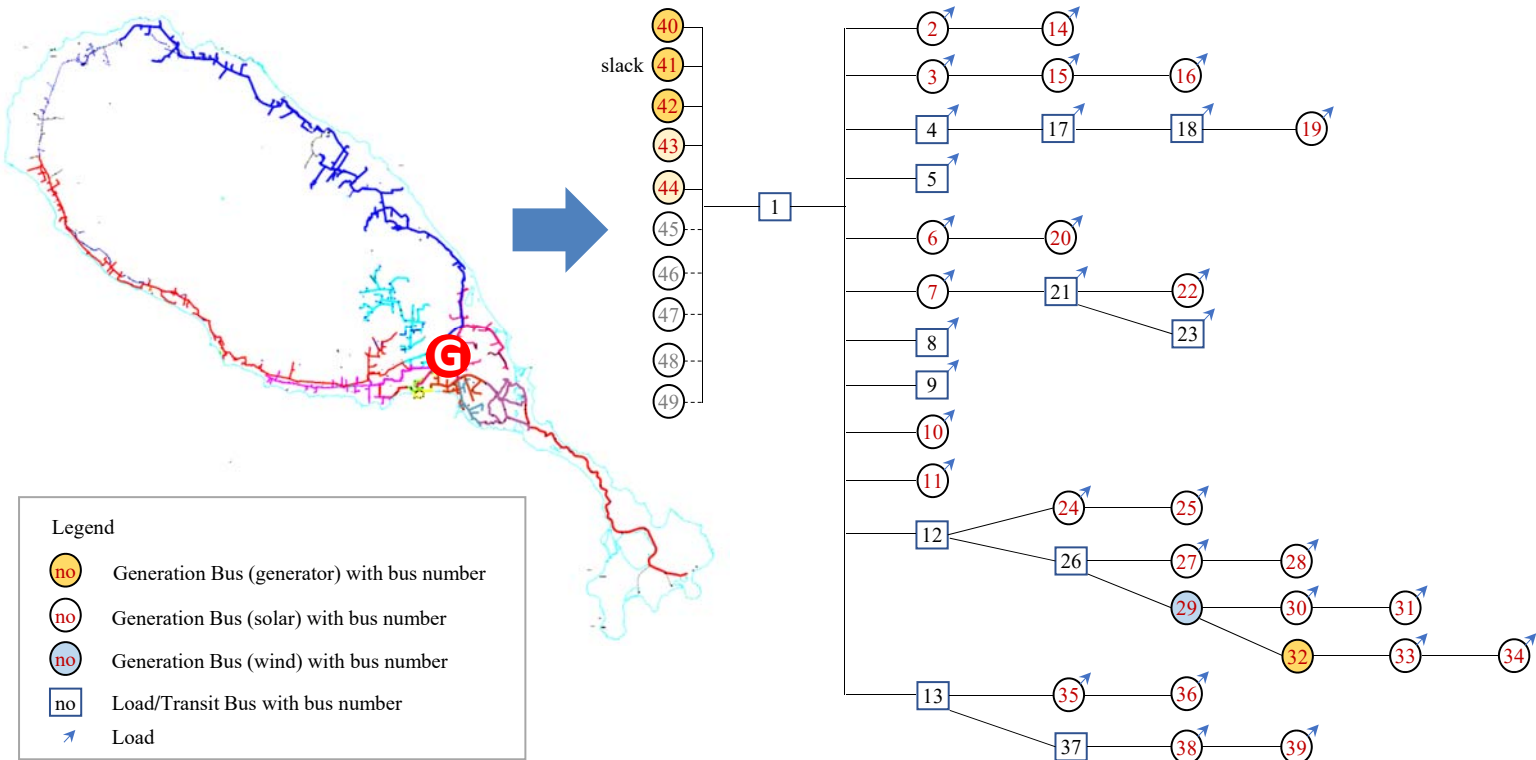 40
slack 41
42
43
44
45
46
47
48
49
1
2 14
3 15 16
4 17 18 19
5
6 20
7 21 22
23
8
9
10
11
12 24 25
26 27 28
29 30 31
32 33 34
13 35 36
37 38 39
G
Legend
no Generation Bus (generator) with bus number
no Generation Bus (solar) with bus number
no Generation Bus (wind) with bus number
no Load/Transit Bus with bus number
Load